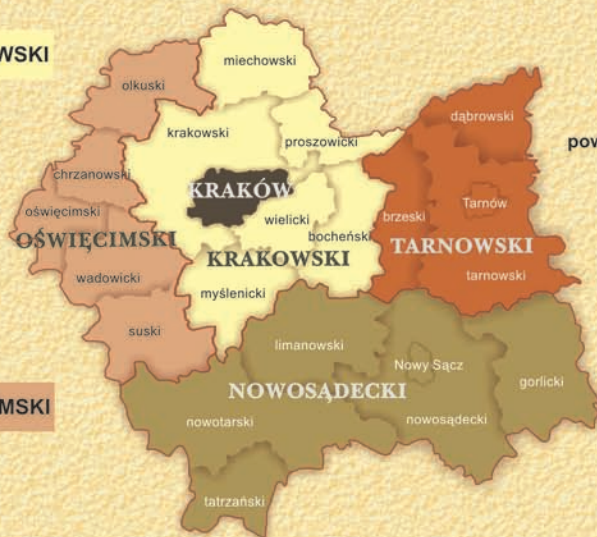 WSKI
miechowski
olkuski
dąbrowski
krakowski
proszowicki
pow
chrzanowski
KRAKÓW
oświęcimski
wielicki
brzeski
Tarnów
OŚWIĘCIMSKI
bocheński
KRAKOWSKI
TARNOWSKI
wadowicki
tarnowski
myślenicki
suski
limanowski
Nowy Sącz
gorlicki
NOWOSĄDECKI
MSKI
nowotarski
nowosądecki
tatrzański